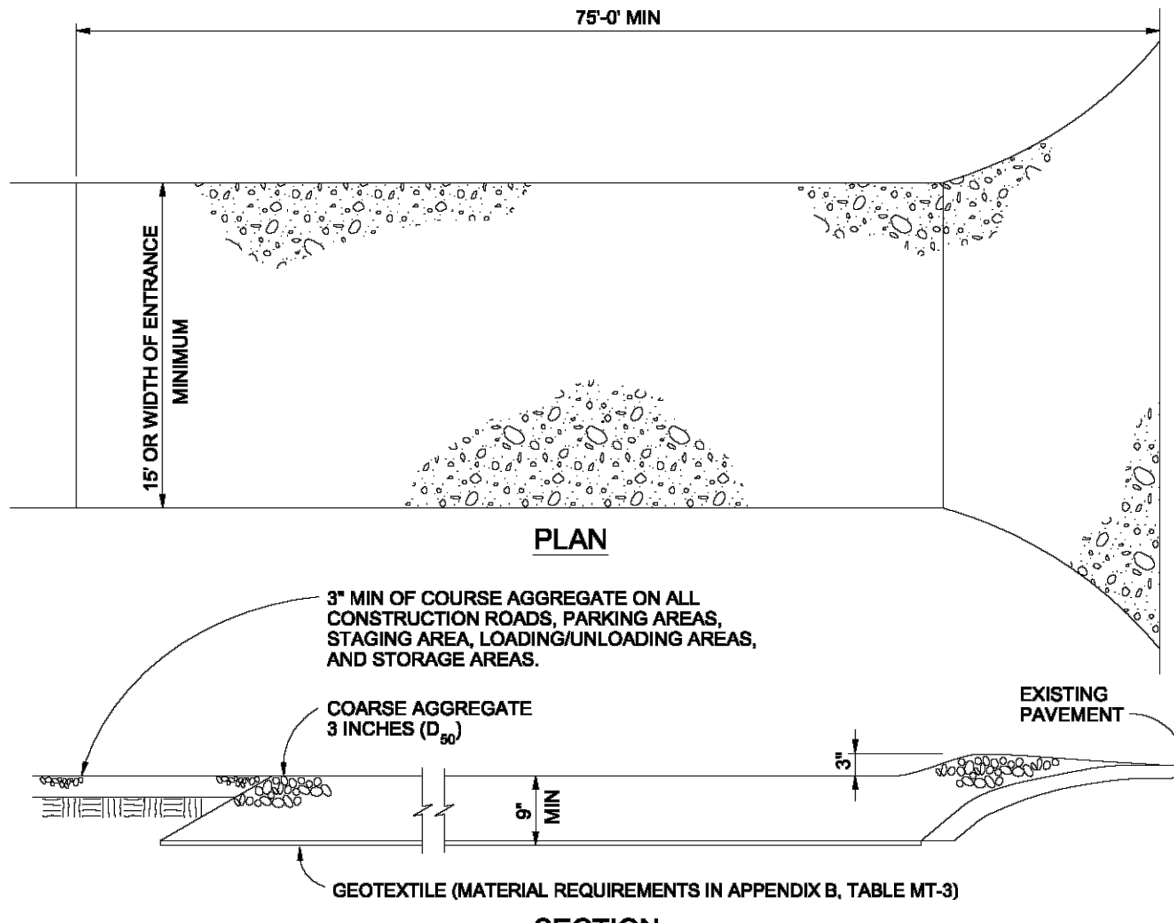 75'-0' MIN
15' OR WIDTH OF ENTRANCE
MINIMUM
PLAN
3" MIN OF COURSE AGGREGATE ON ALL
CONSTRUCTION ROADS, PARKING AREAS,
STAGING AREA, LOADING/UNLOADING AREAS,
AND STORAGE AREAS.
COARSE AGGREGATE
3 INCHES (D50)
EXISTING
PAVEMENT
3"
9"
MIN
GEOTEXTILE (MATERIAL REQUIREMENTS IN APPENDIX B, TABLE MT-3)
SECTION